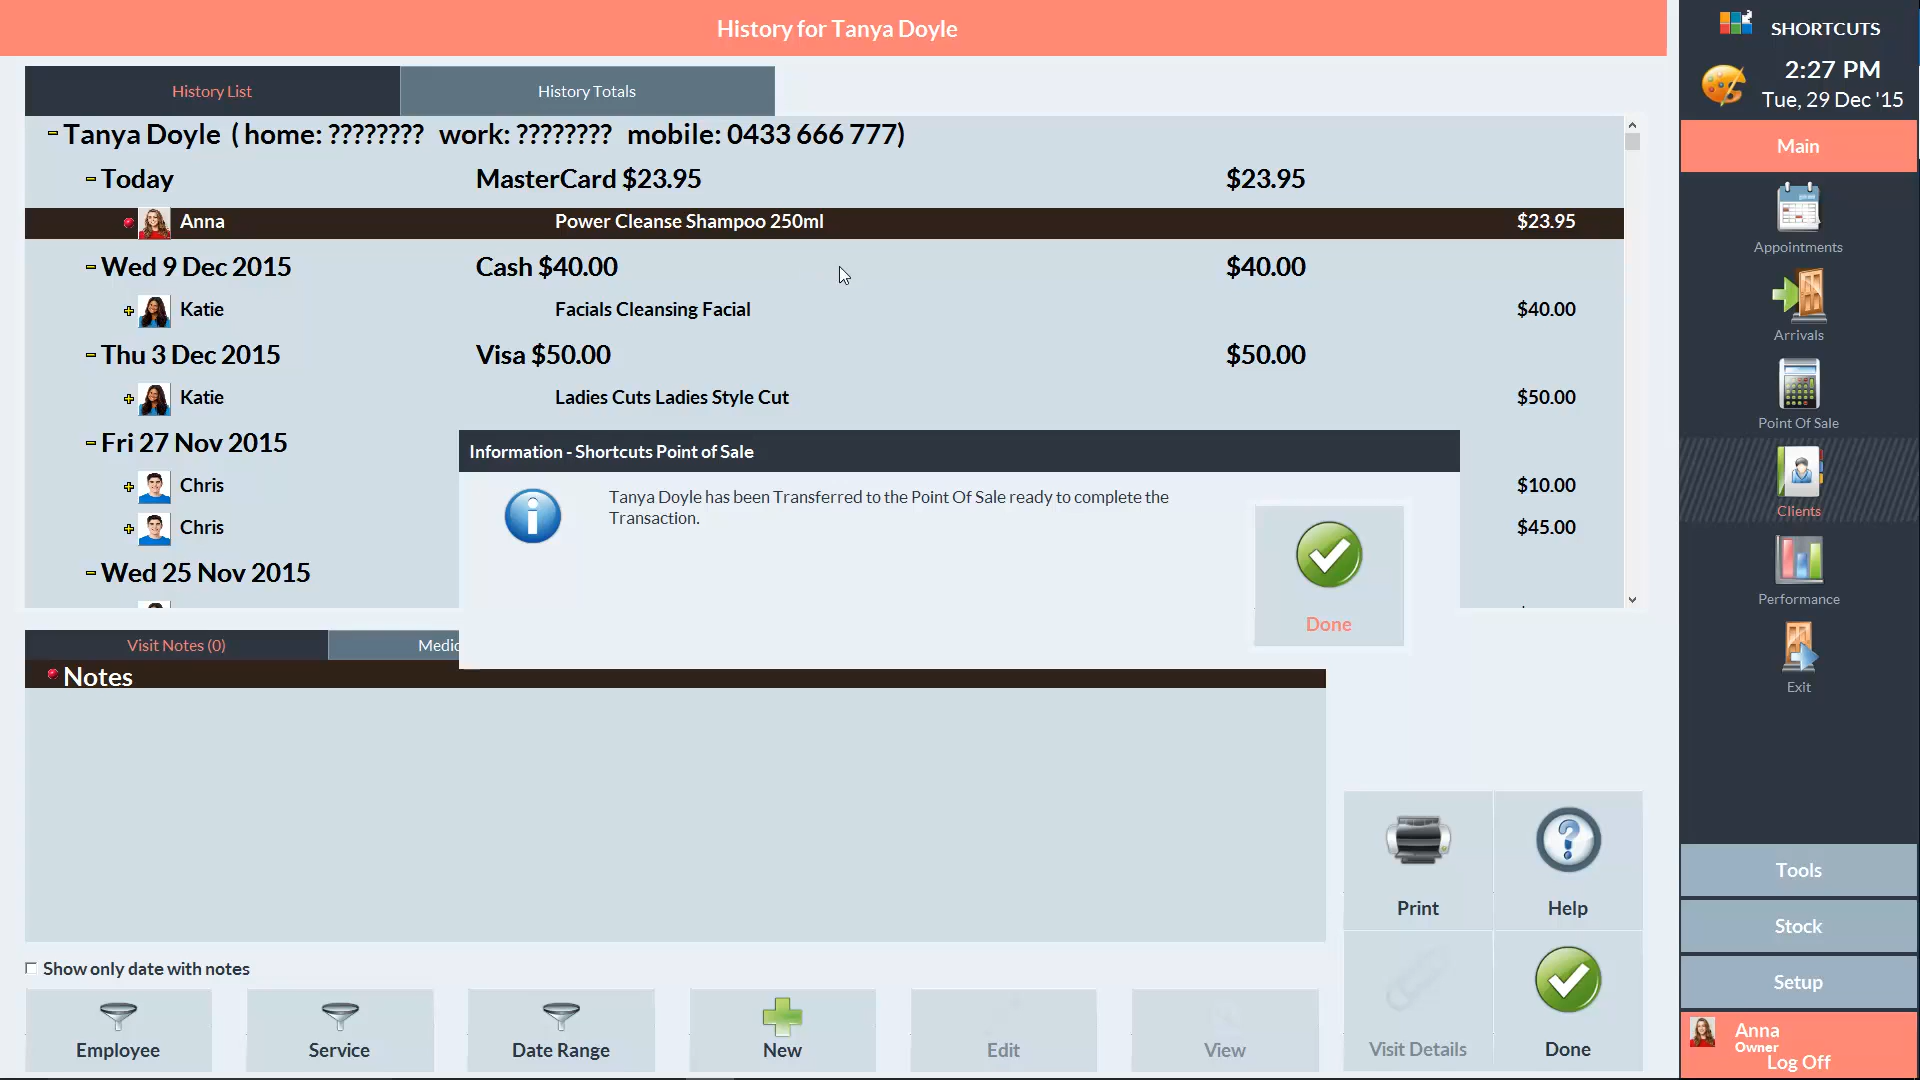 History for Tanya Doyle
SHORTCUTS
2:27 PM
Tue, 29 Dec '15
History List
History Totals
Tanya Doyle ( home: ???????? work: ???????? mobile: 0433 666 777)
Today MasterCard $23.95 $23.95
Anna Power Cleanse Shampoo 250ml $23.95
Wed 9 Dec 2015 Cash $40.00 $40.00
Katie Facials Cleansing Facial $40.00
Thu 3 Dec 2015 Visa $50.00 $50.00
Katie Ladies Cuts Ladies Style Cut $50.00
Fri 27 Nov 2015
Chris $10.00
Chris $45.00
Wed 25 Nov 2015
Information - Shortcuts Point of Sale
Tanya Doyle has been Transferred to the Point Of Sale ready to complete the
Transaction.
Done
Visit Notes (0)
Medic
Notes
Show only date with notes
Employee
Service
Date Range
New
Edit
View
Print
Help
Visit Details
Done
Main
Appointments
Arrivals
Point Of Sale
Clients
Performance
Exit
Tools
Stock
Setup
Anna
Owner
Log Off